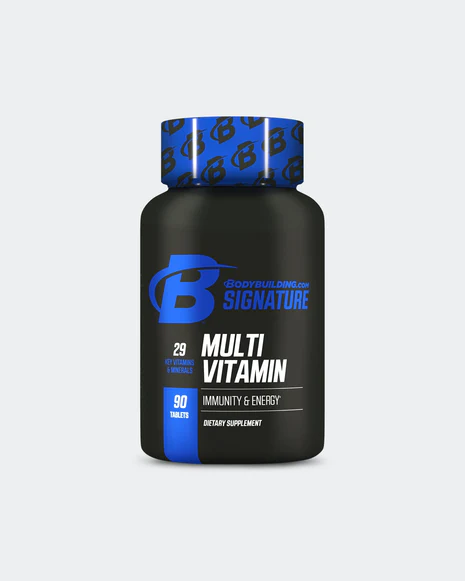 B
BODYBUILDING.COM
SIGNATURE
29
KEY VITAMINS
& MINERALS
MULTI
VITAMIN
90
TABLETS
IMMUNITY & ENERGY*
DIETARY SUPPLEMENT